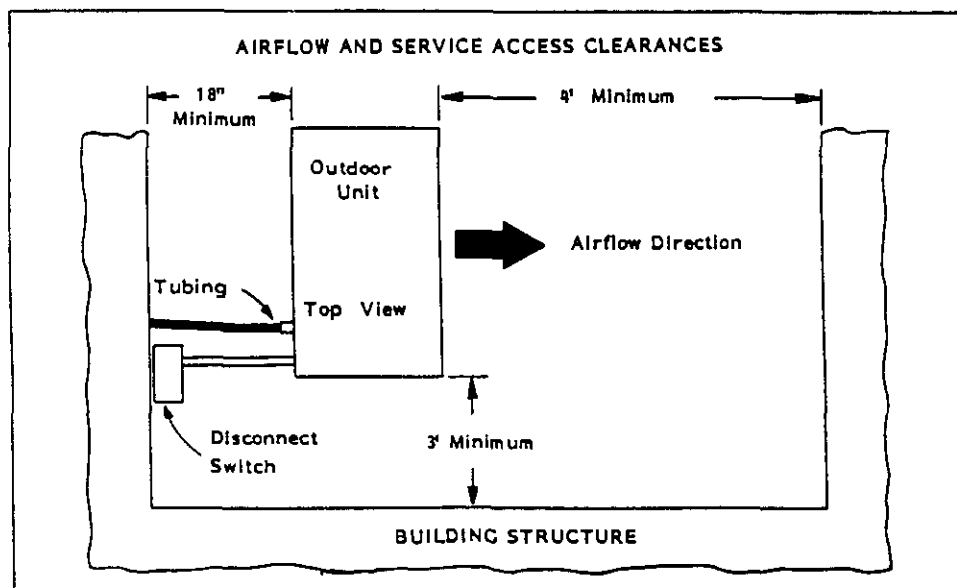 AIRFLOW AND SERVICE ACCESS CLEARANCES
18"
Minimum
4' Minimum
Outdoor
Unit
Airflow Direction
Tubing
Top View
3' Minimum
Disconnect
Switch
BUILDING STRUCTURE